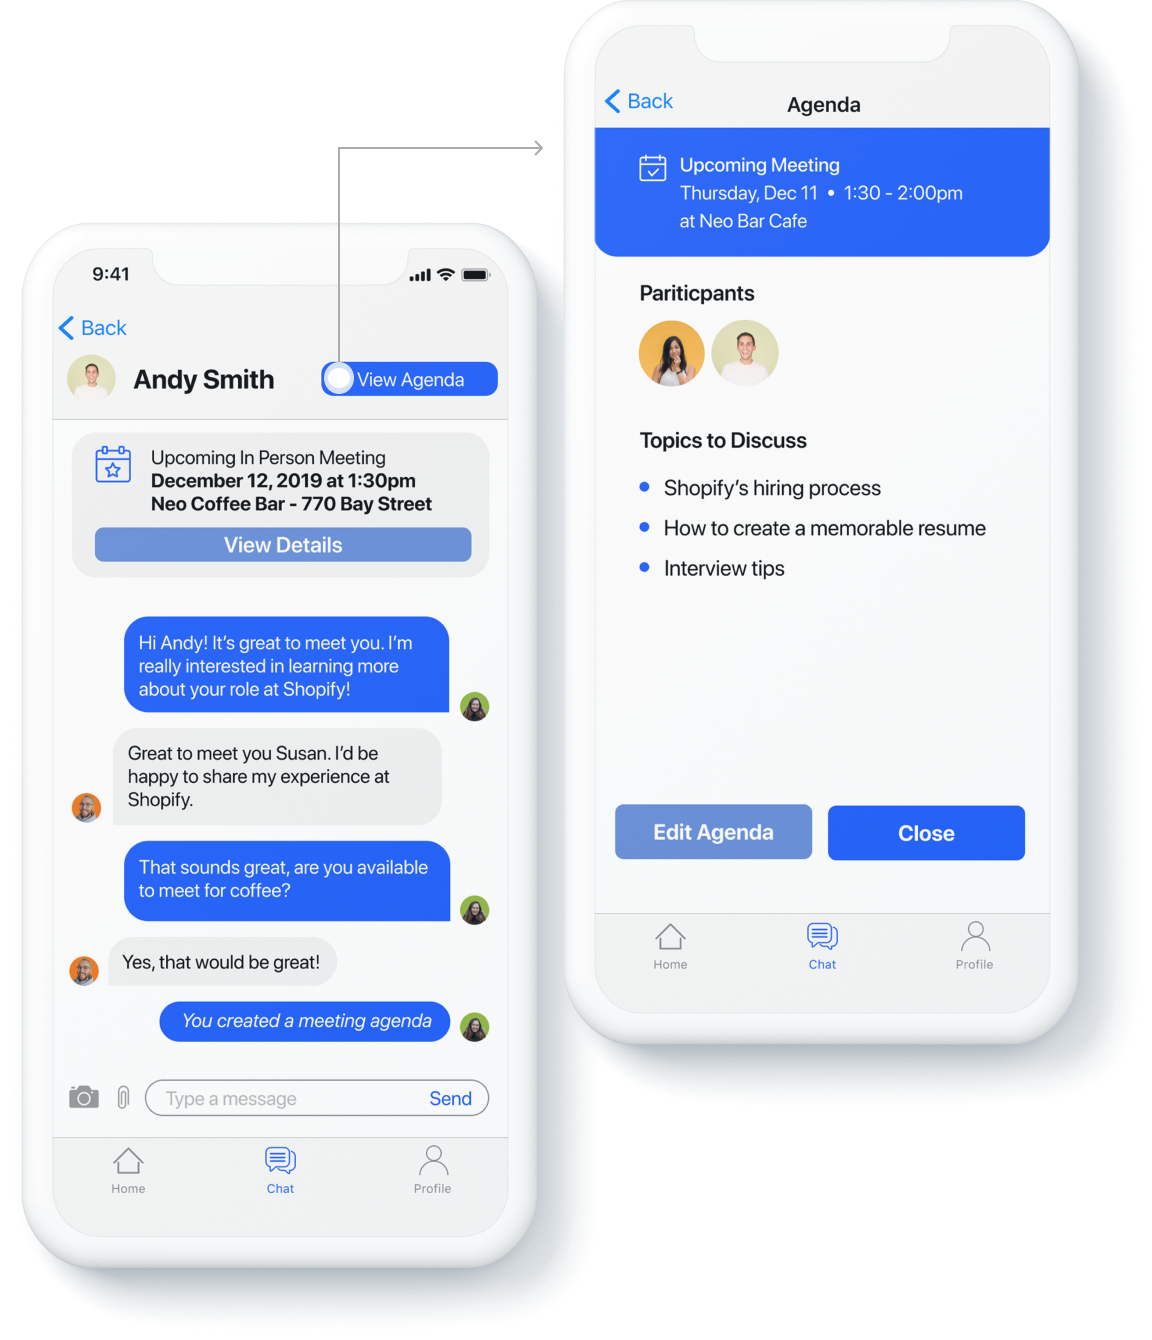 9:41
Back
Andy Smith
View Agenda
Upcoming In Person Meeting
December 12, 2019 at 1:30pm
Neo Coffee Bar - 770 Bay Street
View Details
Hi Andy! It's great to meet you. I'm
really interested in learning more
about your role at Shopify!
Great to meet you Susan. I'd be
happy to share my experience at
Shopify.
That sounds great, are you available
to meet for coffee?
Yes, that would be great!
You created a meeting agenda
Type a message
Send
Home
Chat
Profile
Back
Agenda
Upcoming Meeting
Thursday, Dec 11 • 1:30 - 2:00pm
at Neo Bar Cafe
Pariticpants
Topics to Discuss
• Shopify's hiring process
• How to create a memorable resume
• Interview tips
Edit Agenda
Close
Home
Chat
Profile